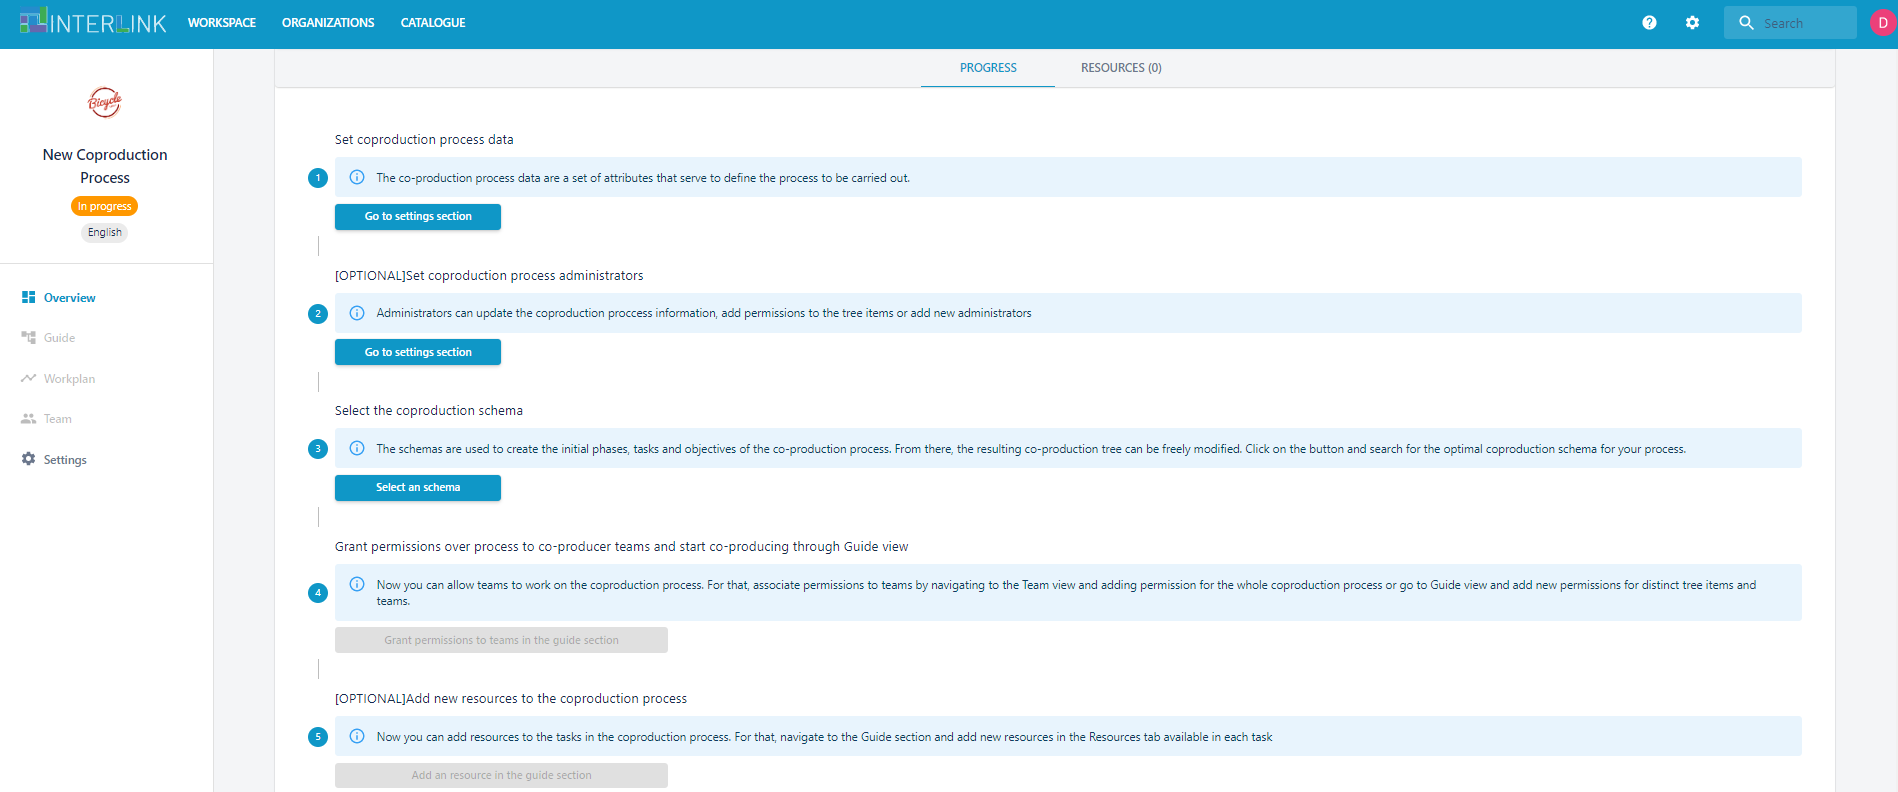 INTERLINK
WORKSPACE
ORGANIZATIONS
CATALOGUE
Search
D
Bicycle
New Coproduction
Process
In progress
English
Overview
Guide
Workplan
Team
Settings
PROGRESS
RESOURCES (0)
Set coproduction process data
1
The co-production process data are a set of attributes that serve to define the process to be carried out.
Go to settings section
[OPTIONAL]Set coproduction process administrators
2
Administrators can update the coproduction proccess information, add permissions to the tree items or add new administrators
Go to settings section
Select the coproduction schema
3
The schemas are used to create the initial phases, tasks and objectives of the co-production process. From there, the resulting co-production tree can be freely modified. Click on the button and search for the optimal coproduction schema for your process.
Select an schema
Grant permissions over process to co-producer teams and start co-producing through Guide view
4
Now you can allow teams to work on the coproduction process. For that, associate permissions to teams by navigating to the Team view and adding permission for the whole coproduction process or go to Guide view and add new permissions for distinct tree items and
teams.
Grant permissions to teams in the guide section
[OPTIONAL]Add new resources to the coproduction process
5
Now you can add resources to the tasks in the coproduction process. For that, navigate to the Guide section and add new resources in the Resources tab available in each task
Add an resource in the guide section